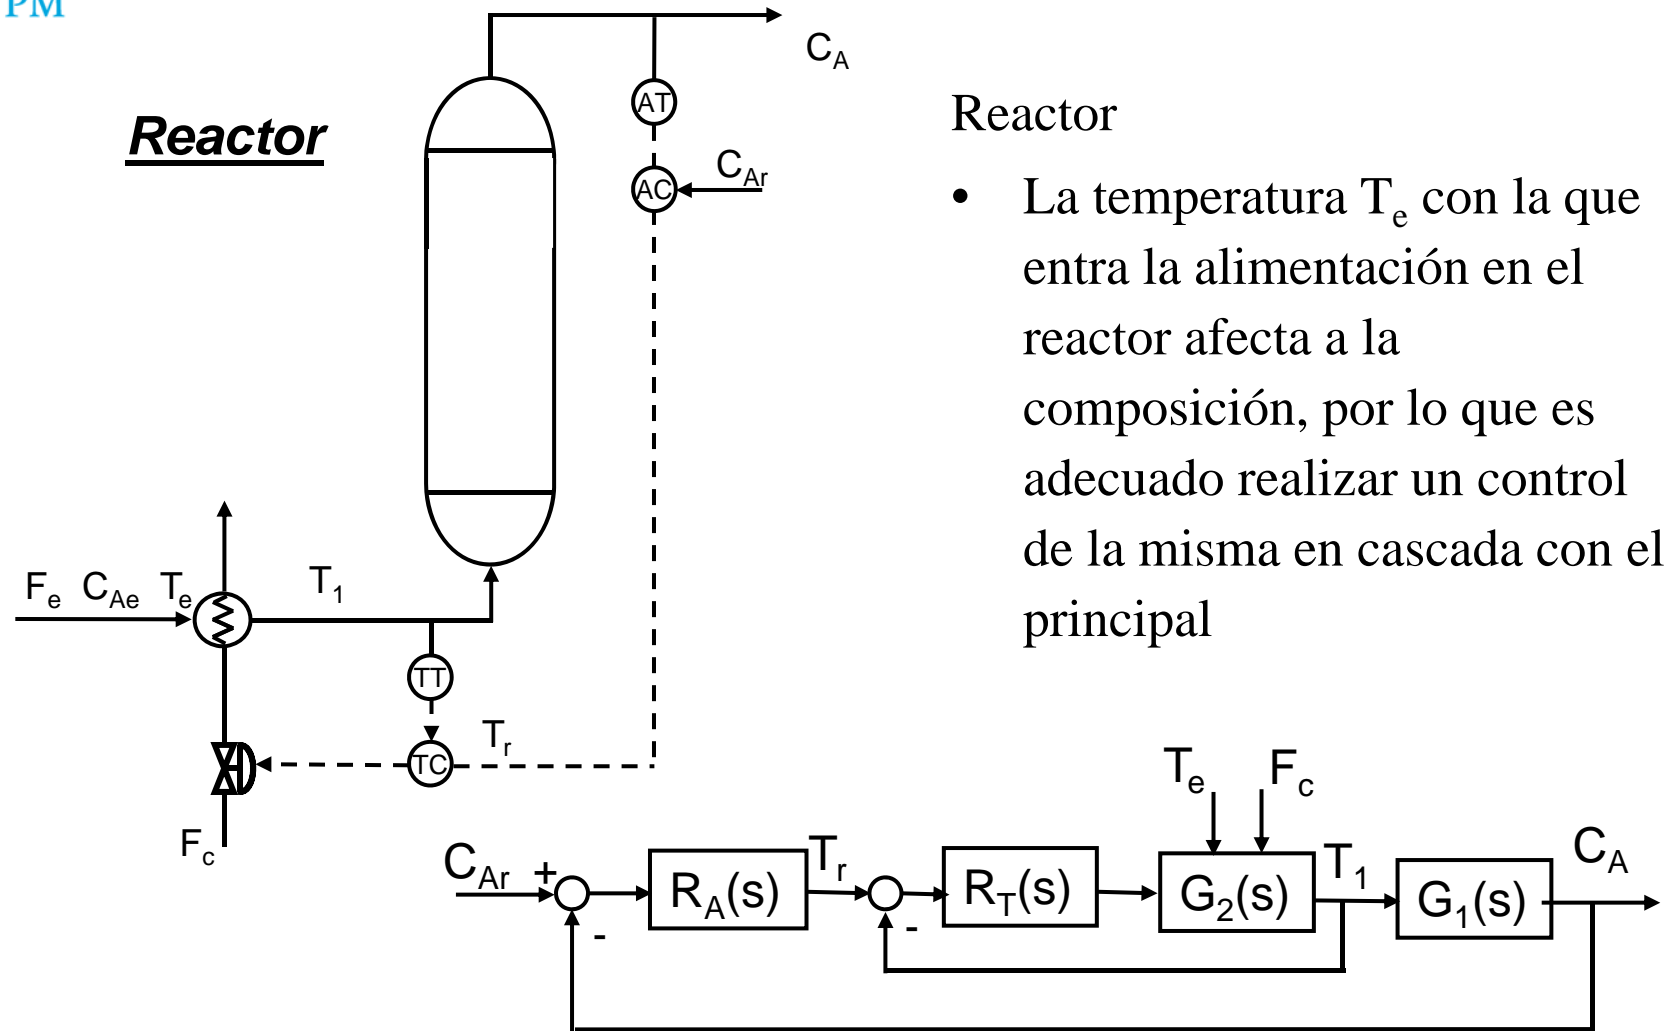 PM
Reactor
C_A
AT
AC
C_Ar
F_e C_Ae T_e
T_1
TT
TC
T_r
F_c
Reactor
• La temperatura T_e con la que
entra la alimentación en el
reactor afecta a la
composición, por lo que es
adecuado realizar un control
de la misma en cascada con el
principal
T_e F_c
C_Ar + - R_A(s) T_r - R_T(s) G_2(s) T_1 G_1(s) C_A